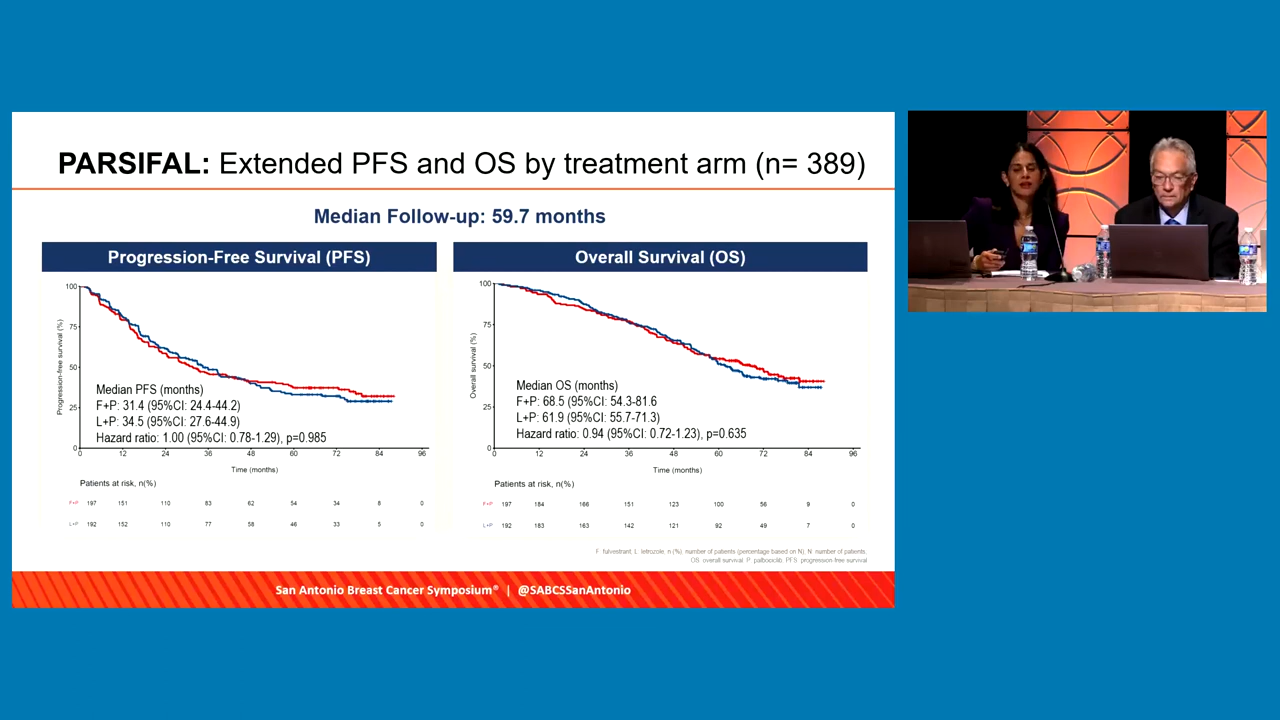 PARSIFAL: Extended PFS and OS by treatment arm (n= 389)
Median Follow-up: 59.7 months
Progression-Free Survival (PFS)
100
75
50
25
0
Progression-free survival (%)
Median PFS (months)
F+P: 31.4 (95%CI: 24.4-44.2)
L+P: 34.5 (95%CI: 27.6-44.9)
Hazard ratio: 1.00 (95%CI: 0.78-1.29), p=0.985
0 12 24 36 48 60 72 84 96
Time (months)
Patients at risk, n(%)
F+P 197 151 110 83 62 54 34 8 0
L+P 192 152 110 77 58 46 33 5 0
Overall Survival (OS)
100
75
50
25
0
Overall survival (%)
Median OS (months)
F+P: 68.5 (95%CI: 54.3-81.6
L+P: 61.9 (95%CI: 55.7-71.3)
Hazard ratio: 0.94 (95%CI: 0.72-1.23), p=0.635
0 12 24 36 48 60 72 84 96
Time (months)
Patients at risk, n(%)
F+P 197 184 166 151 123 100 56 9 0
L+P 192 183 163 142 121 92 49 7 0
F: fulvestrant, L: letrozole, n (%): number of patients (percentage based on N), N: number of patients,
OS: overall survival, P: palbociclib, PFS: progression-free survival
San Antonio Breast Cancer Symposium® | @SABCSSanAntonio